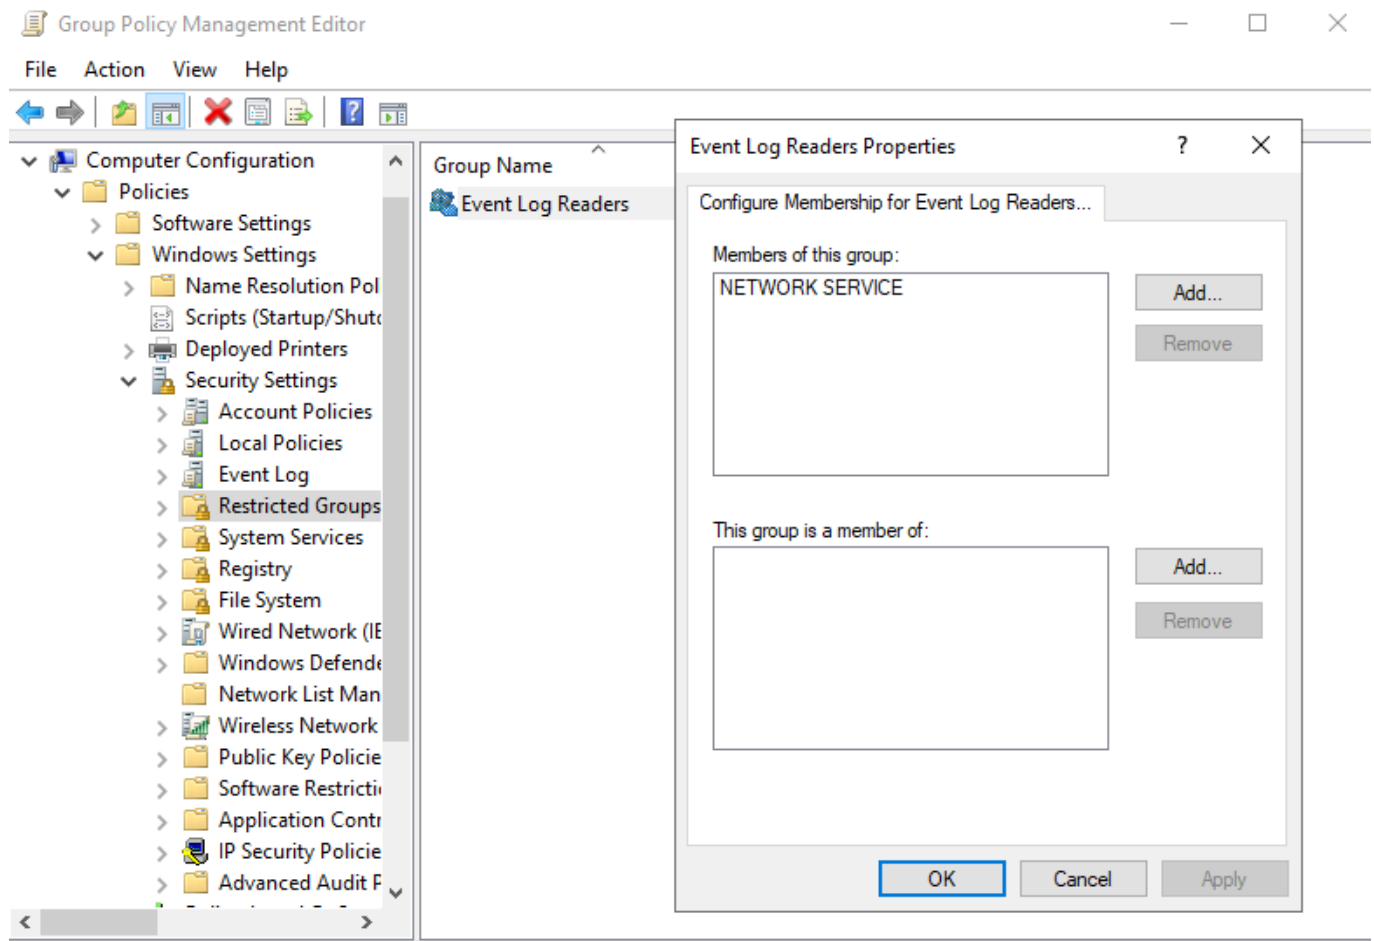 Group Policy Management Editor
File Action View Help
Computer Configuration
Policies
Software Settings
Windows Settings
Name Resolution Pol
Scripts (Startup/Shut
Deployed Printers
Security Settings
Account Policies
Local Policies
Event Log
Restricted Groups
System Services
Registry
File System
Wired Network (IE
Windows Defende
Network List Man
Wireless Network
Public Key Policie
Software Restricti
Application Contr
IP Security Policie
Advanced Audit P
Group Name
Event Log Readers
Event Log Readers Properties
? 
Configure Membership for Event Log Readers...
Members of this group:
NETWORK SERVICE
Add...
Remove
This group is a member of:
Add...
Remove
OK Cancel Apply